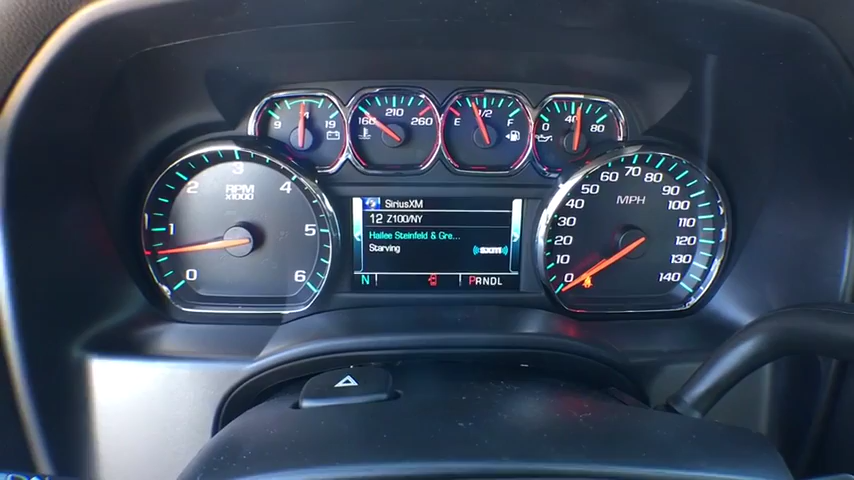 9 14 19
160 210 260
E 1/2 F
0 40 80
RPM
x1000
0 1 2 3 4 5 6
SiriusXM
12 Z100/NY
Hailee Steinfeld & Gre...
Starving
sxm
N
PRNDL
MPH
0 10 20 30 40 50 60 70 80 90 100 110 120 130 140